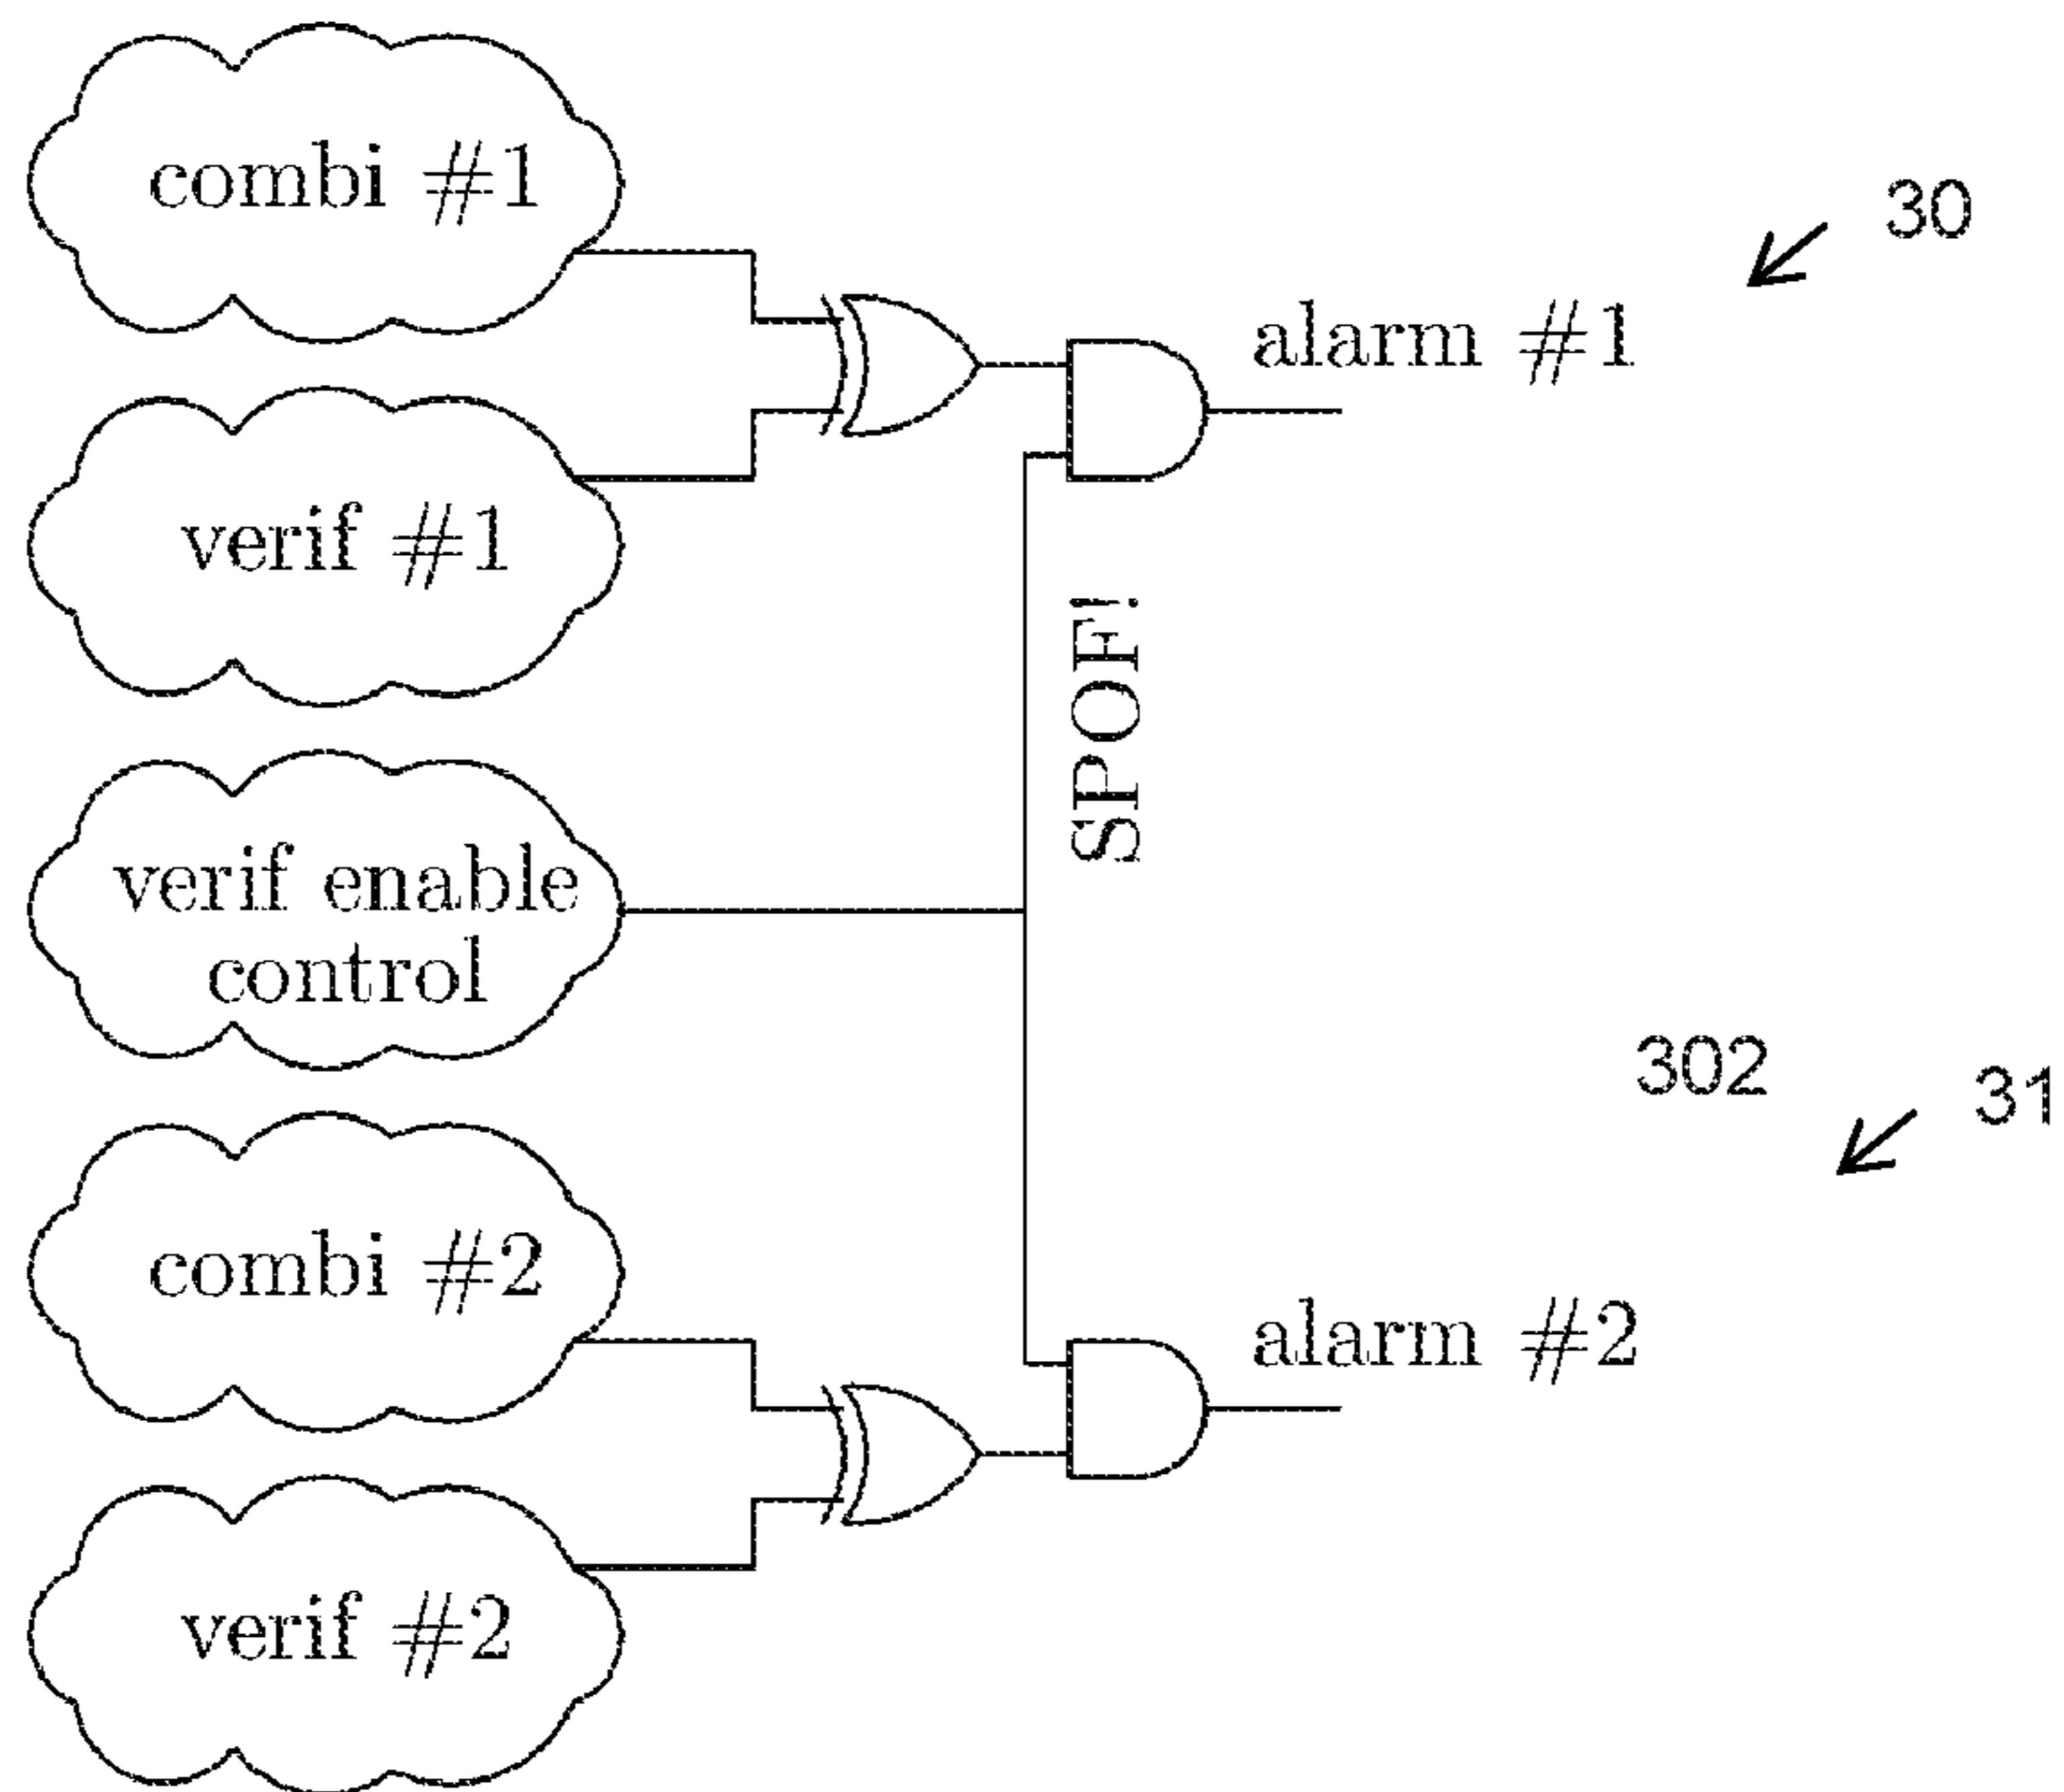 combi #1
30
alarm #1
verif #1
SPOF!
verif enable
control
302
31
combi #2
alarm #2
verif #2